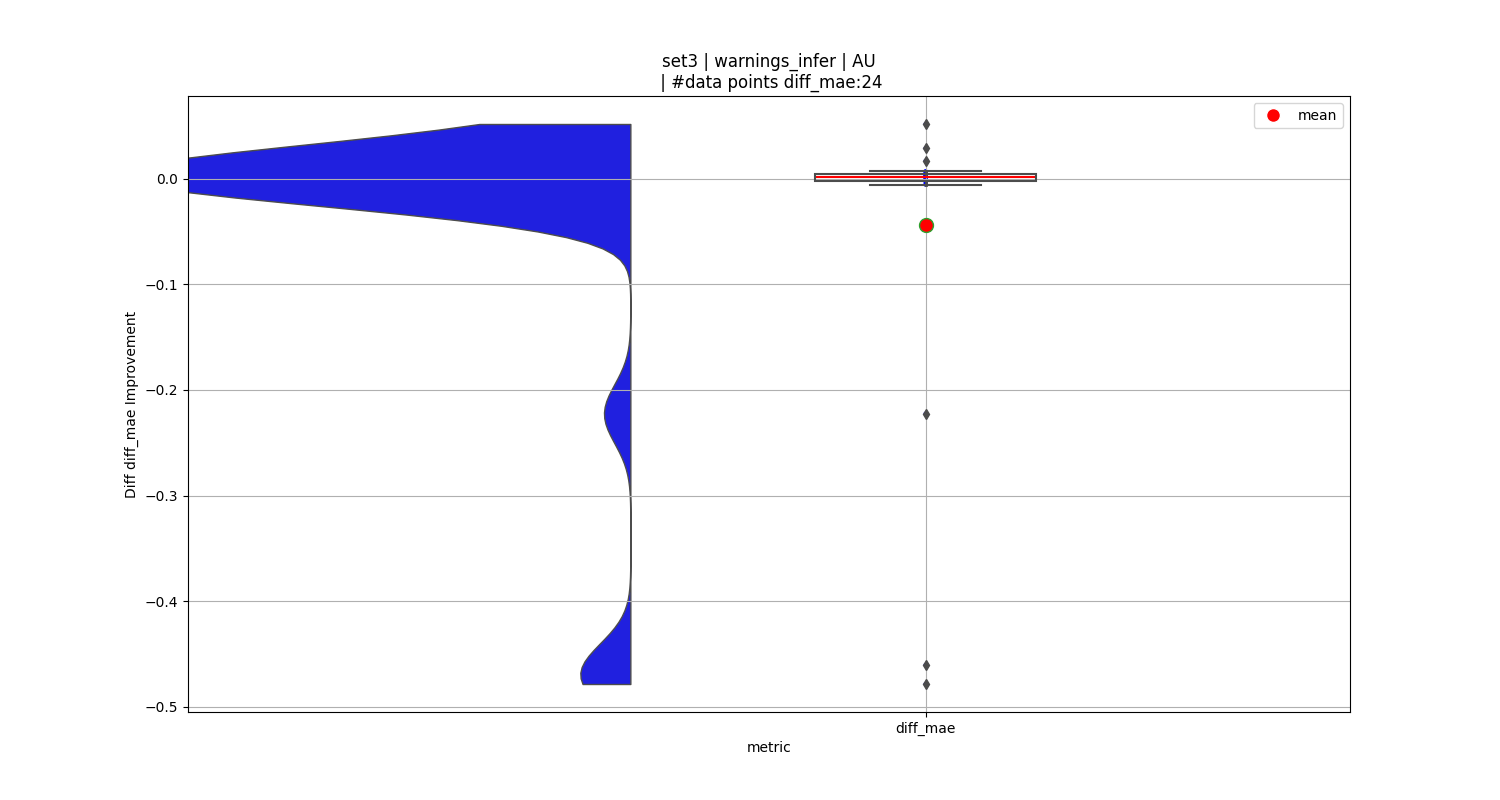 set3 | warnings_infer | AU
| #data points diff_mae:24
mean
0.0
−0.1
−0.2
−0.3
−0.4
−0.5
Diff diff_mae Improvement
diff_mae
metric